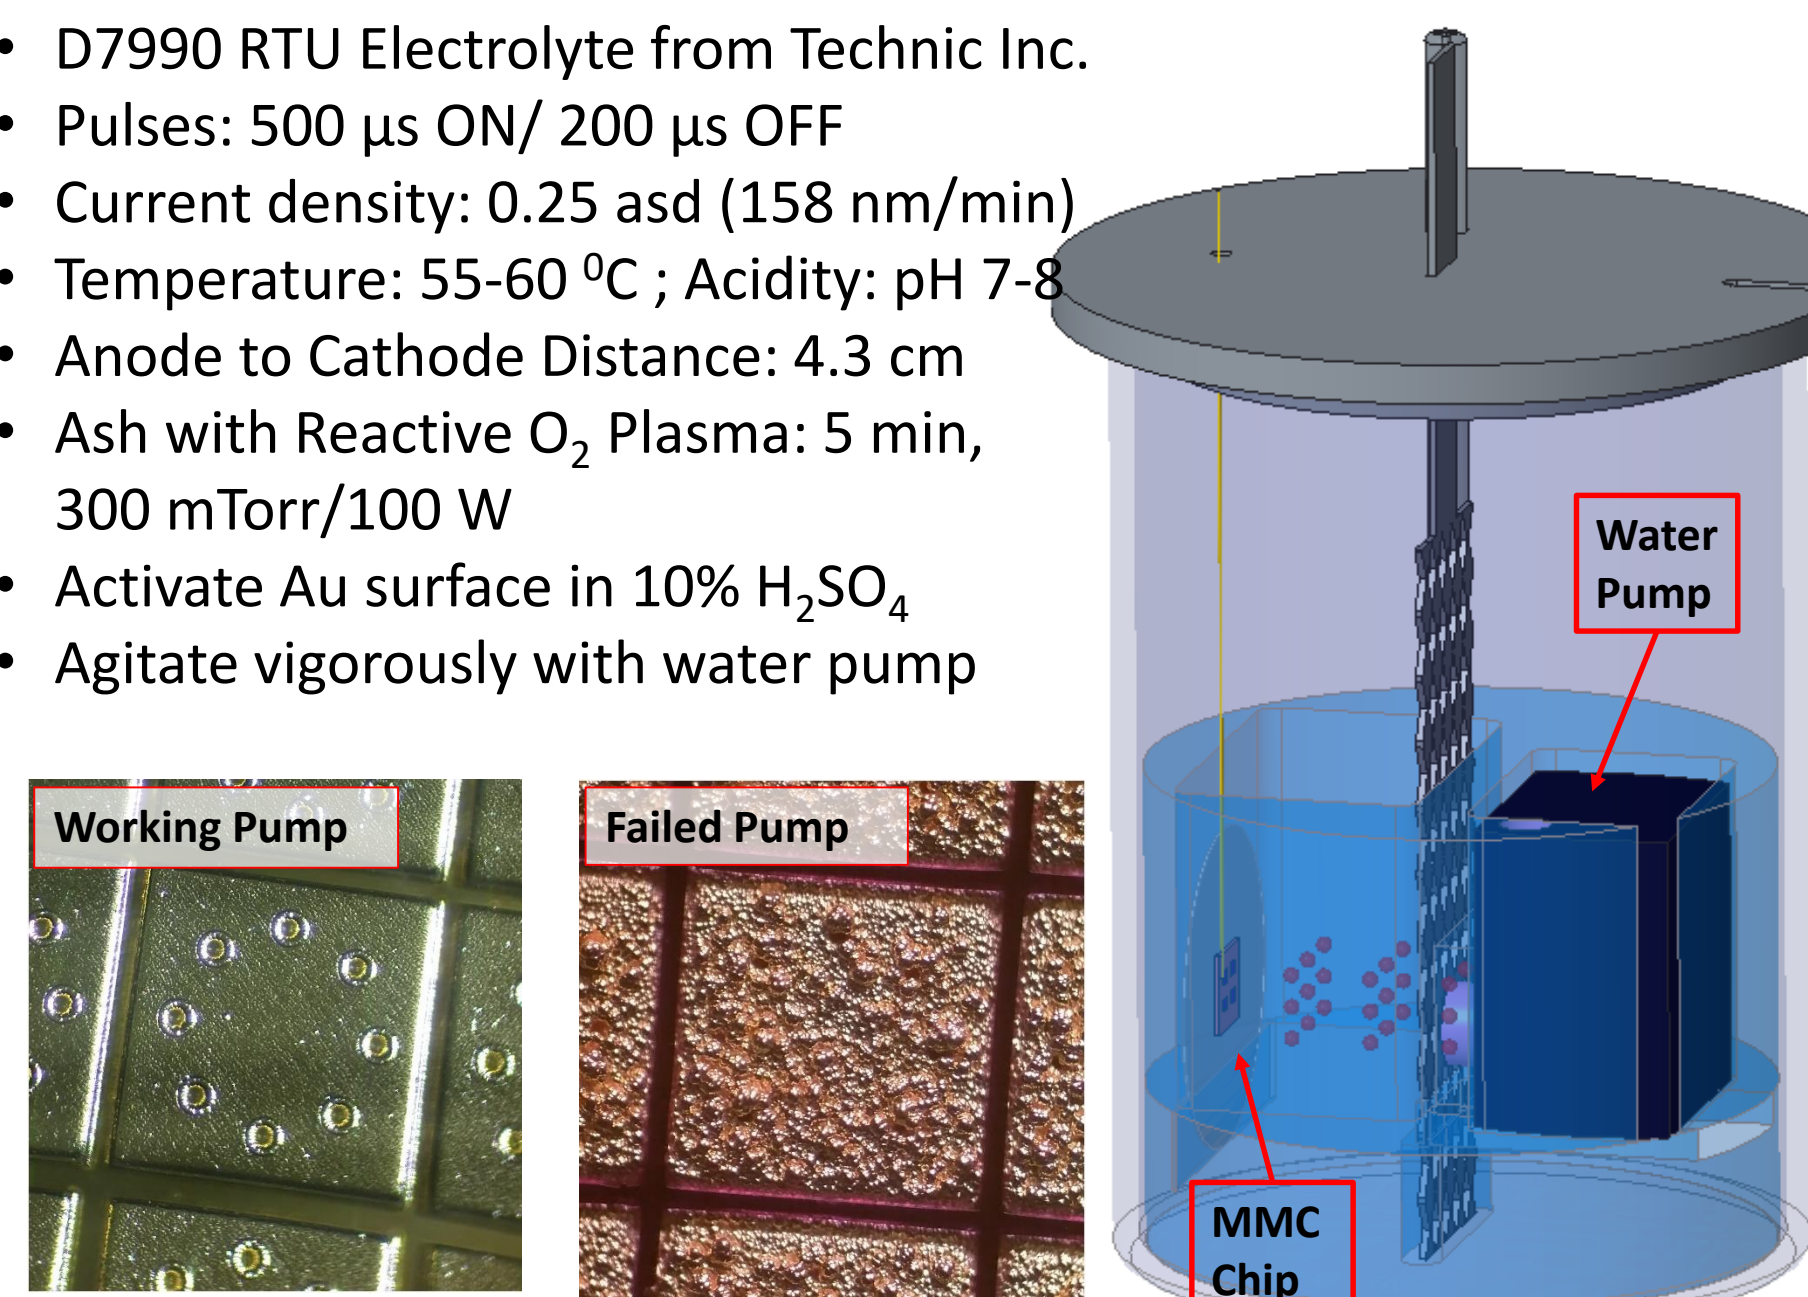 • D7990 RTU Electrolyte from Technic Inc.
• Pulses: 500 µs ON/ 200 µs OFF
• Current density: 0.25 asd (158 nm/min)
• Temperature: 55-60 ⁰C ; Acidity: pH 7-8
• Anode to Cathode Distance: 4.3 cm
• Ash with Reactive O₂ Plasma: 5 min,
300 mTorr/100 W
• Activate Au surface in 10% H₂SO₄
• Agitate vigorously with water pump
Working Pump
Failed Pump
Water
Pump
MMC
Chip